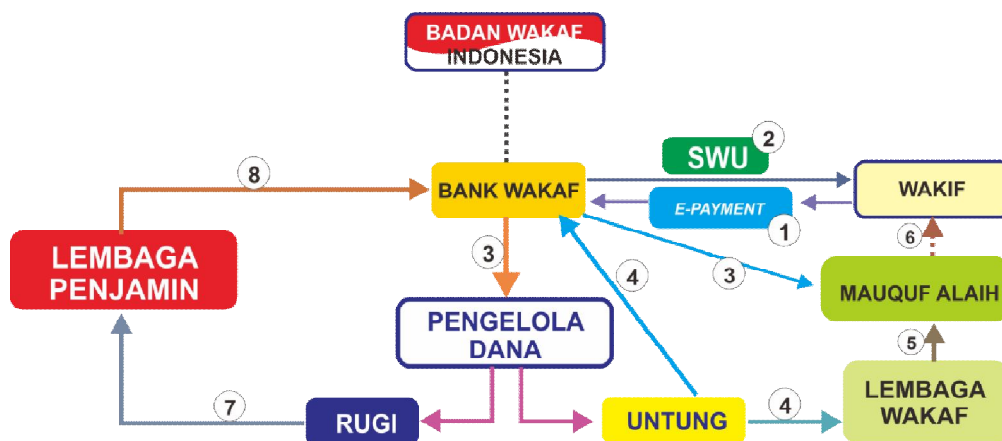 BADAN WAKAF
INDONESIA
2
SWU
8
BANK WAKAF
WAKIF
E-PAYMENT
1
6
LEMBAGA
PENJAMIN
3
4
3
MAUQUF ALAIH
PENGELOLA
DANA
5
7
RUGI
UNTUNG
4
LEMBAGA
WAKAF